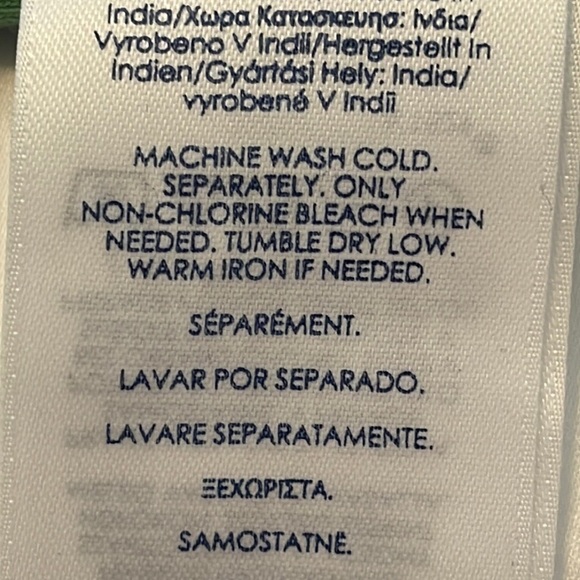 India/Χωρα Κατασκευησ: Ινδια/
Vyrobeno V Indii/Hergestellt In
Indien/Gyártási Hely: India/
vyrobené V Indii
MACHINE WASH COLD.
SEPARATELY. ONLY
NON-CHLORINE BLEACH WHEN
NEEDED. TUMBLE DRY LOW.
WARM IRON IF NEEDED.
SÉPARÉMENT.
LAVAR POR SEPARADO.
LAVARE SEPARATAMENTE.
ΞΕΧΩΡΙΣΤΑ.
SAMOSTATNĚ.